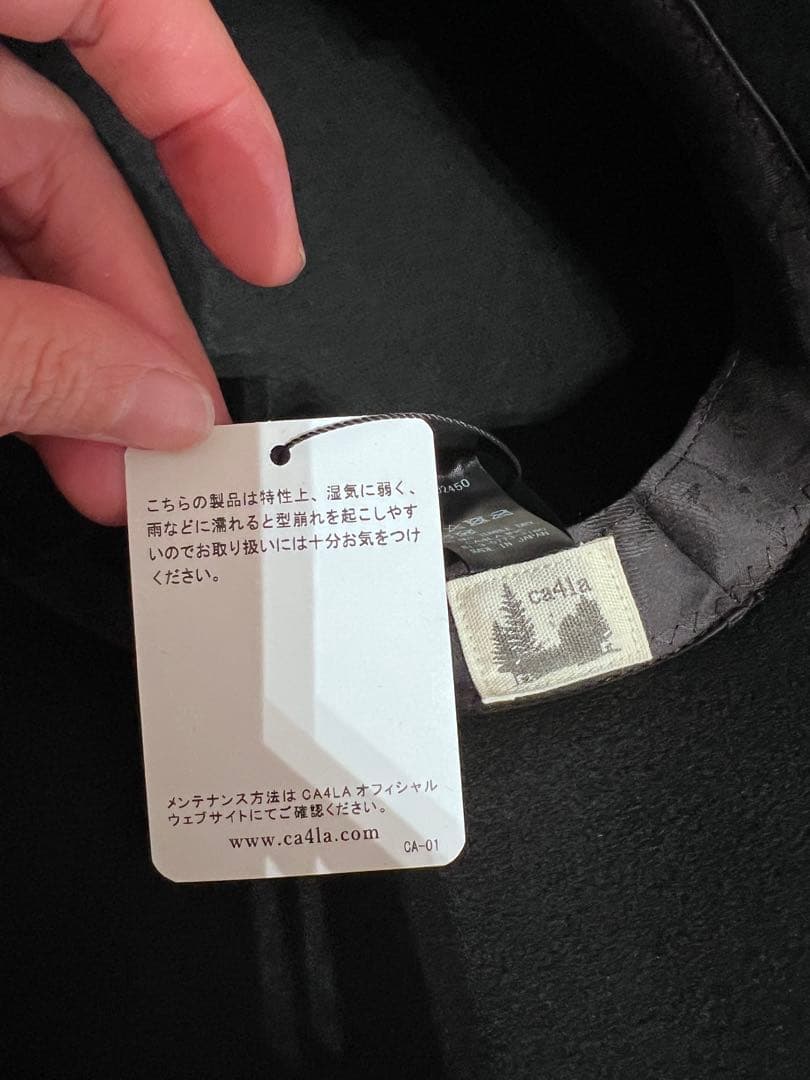 こちらの製品は特性上、湿気に弱く、
雨などに濡れると型崩れを起こしやす
いのでお取り扱いには十分お気をつけ
ください。
メンテナンス方法は CA4LA オフィシャル
ウェブサイトにてご確認ください。
www.ca4la.com
CA-01
2450
MADE IN JAPAN
ca4la